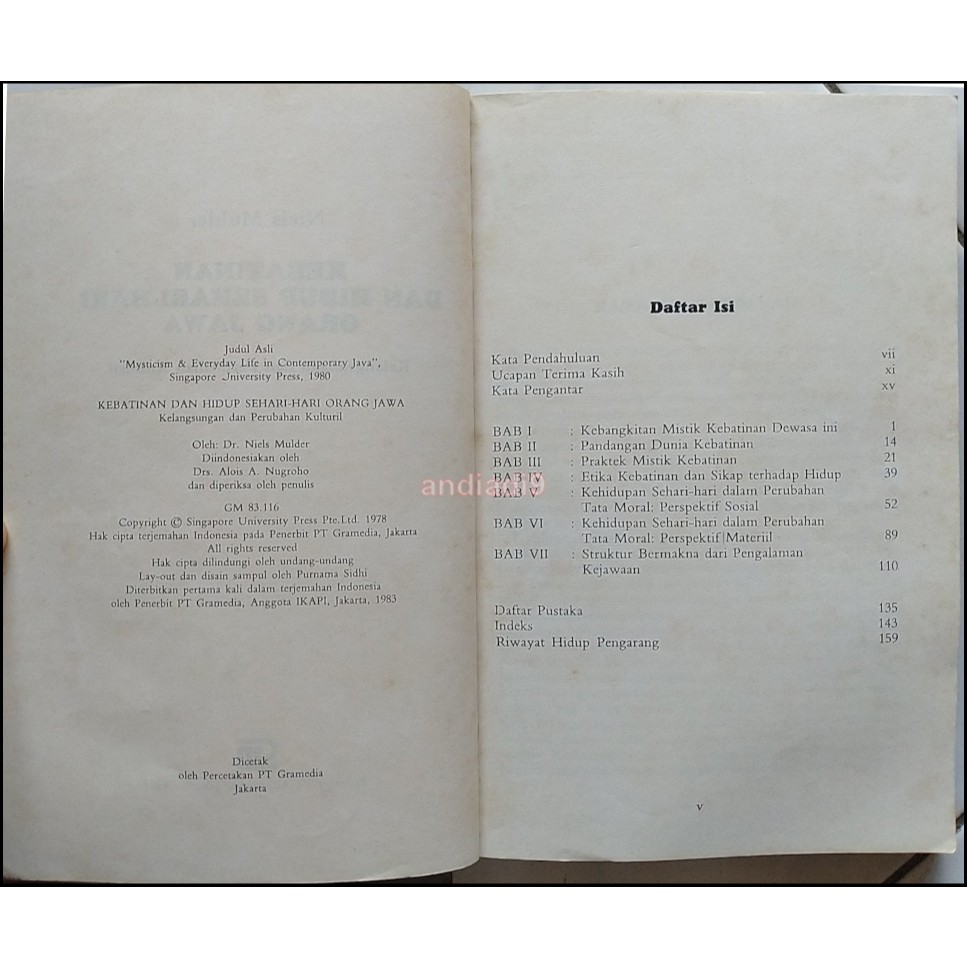 Judul Asli
"Mysticism & Everyday Life in Contemporary Java",
Singapore University Press, 1980
KEBATINAN DAN HIDUP SEHARI-HARI ORANG JAWA
Kelangsungan dan Perubahan Kulturil
Oleh: Dr. Niels Mulder
Diindonesiakan oleh
Drs. Alois A. Nugroho
dan diperiksa oleh penulis
GM 83.116
Copyright © Singapore University Press Pte.Ltd. 1978
Hak cipta terjemahan Indonesia pada Penerbit PT Gramedia, Jakarta
All rights reserved
Hak cipta dilindungi oleh undang-undang
Lay-out dan disain sampul oleh Purnama Sidhi
Diterbitkan pertama kali dalam terjemahan Indonesia
oleh Penerbit PT Gramedia, Anggota IKAPI, Jakarta, 1983
Dicetak
oleh Percetakan PT Gramedia
Jakarta
Daftar Isi
Kata Pendahuluan vii
Ucapan Terima Kasih xi
Kata Pengantar xv
BAB I : Kebangkitan Mistik Kebatinan Dewasa ini 1
BAB II : Pandangan Dunia Kebatinan 14
BAB III : Praktek Mistik Kebatinan 21
BAB IV : Etika Kebatinan dan Sikap terhadap Hidup 39
BAB V : Kehidupan Sehari-hari dalam Perubahan
Tata Moral: Perspektif Sosial 52
BAB VI : Kehidupan Sehari-hari dalam Perubahan
Tata Moral: Perspektif Materiil 89
BAB VII : Struktur Bermakna dari Pengalaman
Kejawaan 110
Daftar Pustaka 135
Indeks 143
Riwayat Hidup Pengarang 159
v
andiadi9